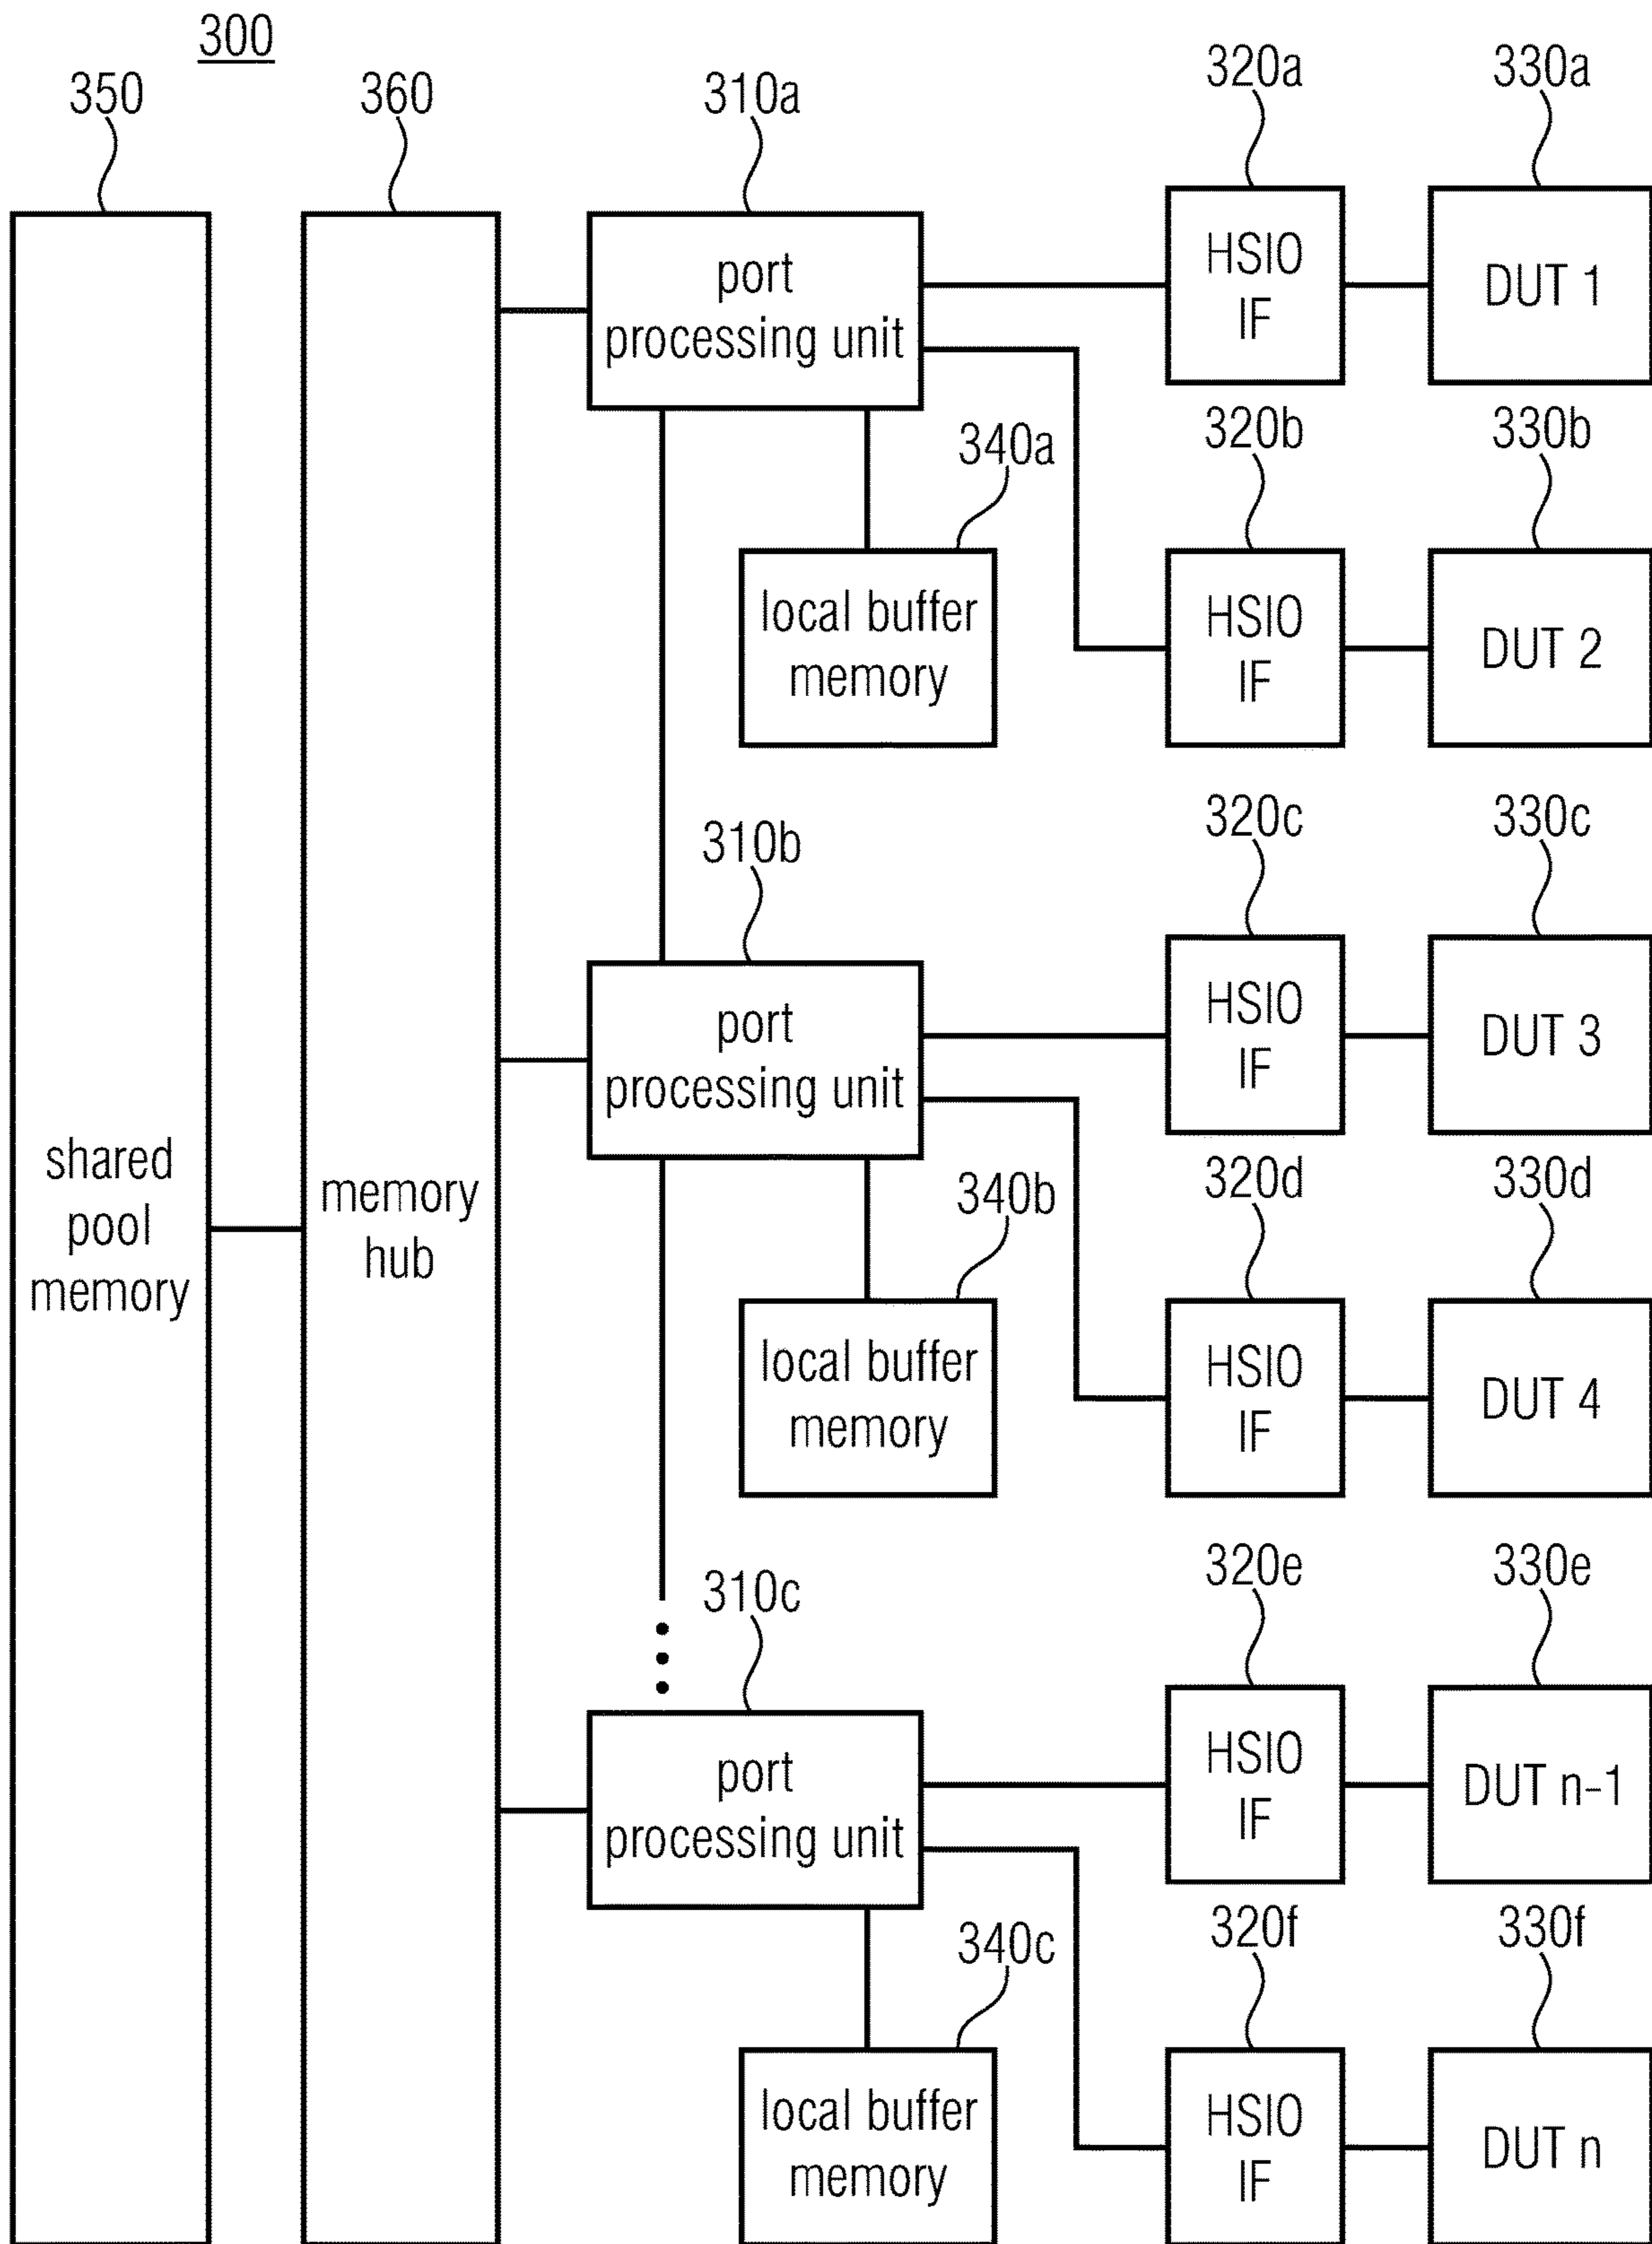 300
350
360
310a
320a
330a
port
processing unit
HSIO
IF
DUT 1
340a
320b
330b
local buffer
memory
HSIO
IF
DUT 2
310b
320c
330c
port
processing unit
HSIO
IF
DUT 3
shared
pool
memory
memory
hub
340b
320d
330d
local buffer
memory
HSIO
IF
DUT 4
310c
320e
330e
port
processing unit
HSIO
IF
DUT n-1
340c
320f
330f
local buffer
memory
HSIO
IF
DUT n